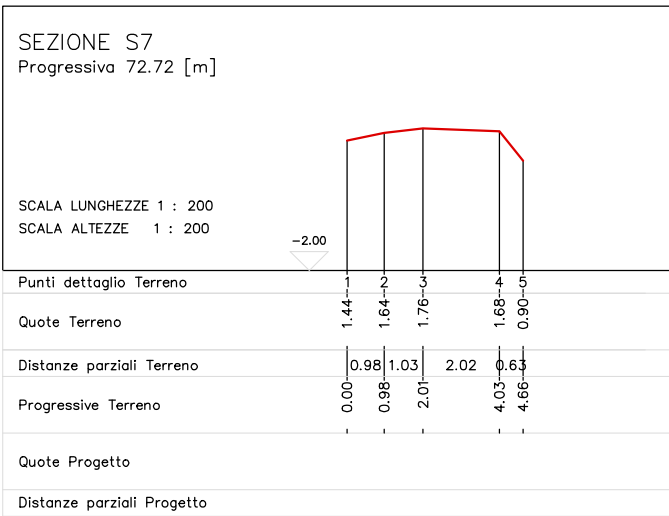 SEZIONE S7
Progressiva 72.72 [m]
SCALA LUNGHEZZE 1 : 200
SCALA ALTEZZE 1 : 200
-2.00
Punti dettaglio Terreno 1 2 3 4 5
Quote Terreno 1.44 1.64 1.76 1.68 0.90
Distanze parziali Terreno 0.98 1.03 2.02 0.63
Progressive Terreno 0.00 0.98 2.01 4.03 4.66
Quote Progetto
Distanze parziali Progetto